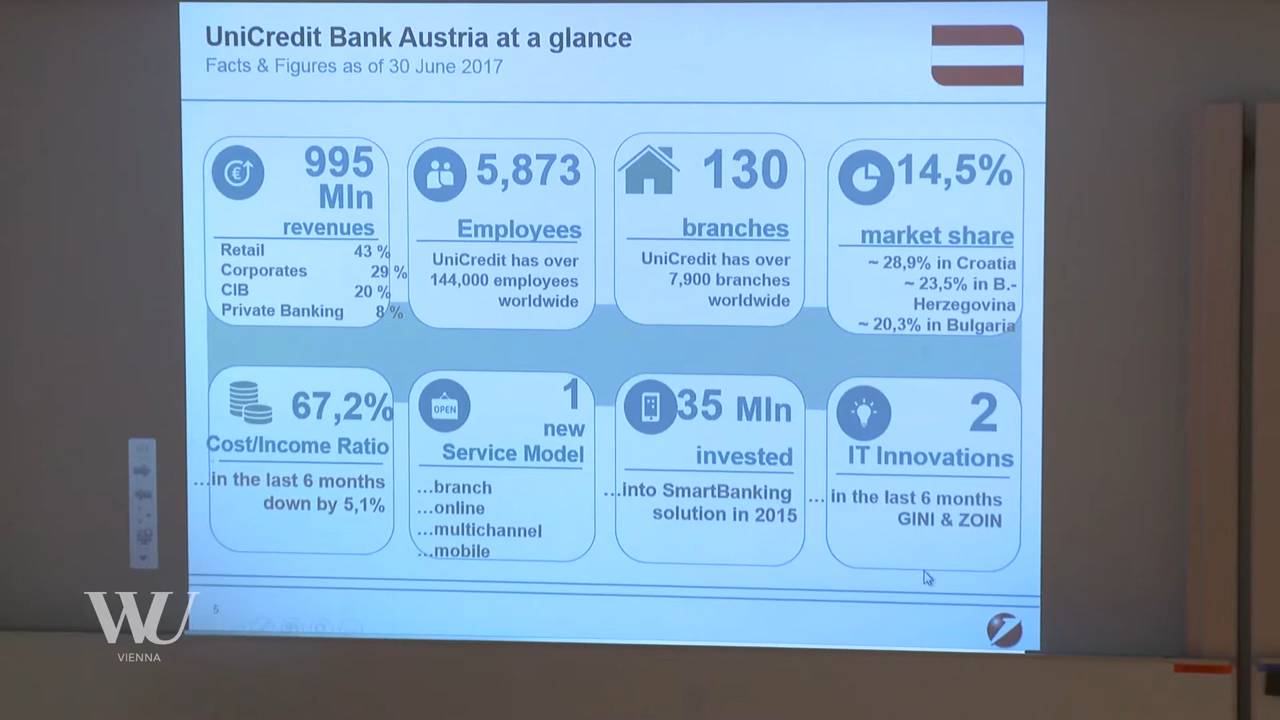 UniCredit Bank Austria at a glance
Facts & Figures as of 30 June 2017
995
Mln
revenues
Retail 43 %
Corporates 29 %
CIB 20 %
Private Banking 8 %
5,873
Employees
UniCredit has over
144,000 employees
worldwide
130
branches
UniCredit has over
7,900 branches
worldwide
14,5%
market share
~ 28,9% in Croatia
~ 23,5% in B.-
Herzegovina
~ 20,3% in Bulgaria
67,2%
Cost/Income Ratio
...in the last 6 months
down by 5,1%
OPEN
1
new
Service Model
...branch
...online
...multichannel
...mobile
35 Mln
invested
...into SmartBanking
solution in 2015
2
IT Innovations
... in the last 6 months
GINI & ZOIN
5
WU
VIENNA